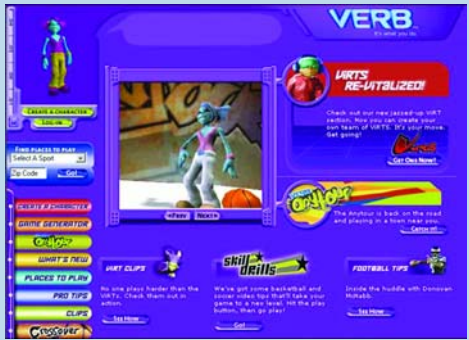 VERB
It's what you do.
CREATE A CHARACTER
LOG-IN
FIND PLACES TO PLAY
Select A Sport
Zip Code
Go!
CREATE A CHARACTER
GAME GENERATOR
Anytour
WHAT'S NEW
PLACES TO PLAY
PRO TIPS
CLIPS
Crossover
«Prev
Next»
VIRTS
RE-VITALIZED!
Check out our new jazzed-up VIRT
section. Now you can create your
own team of VIRTS. It's your move.
Get going!
Get One Now!
Anytour
The Anytour is back on the road
and playing in a town near you.
Catch it!
VIRT CLIPS
No one plays harder than the
VIRTs. Check them out in
action.
See Now
skill
drills
We've got some basketball and
soccer video tips that'll take your
game to a new level. Hit the play
button, then go play!
Go!
FOOTBALL TIPS
Inside the huddle with Donovan
McNabb.
See Now